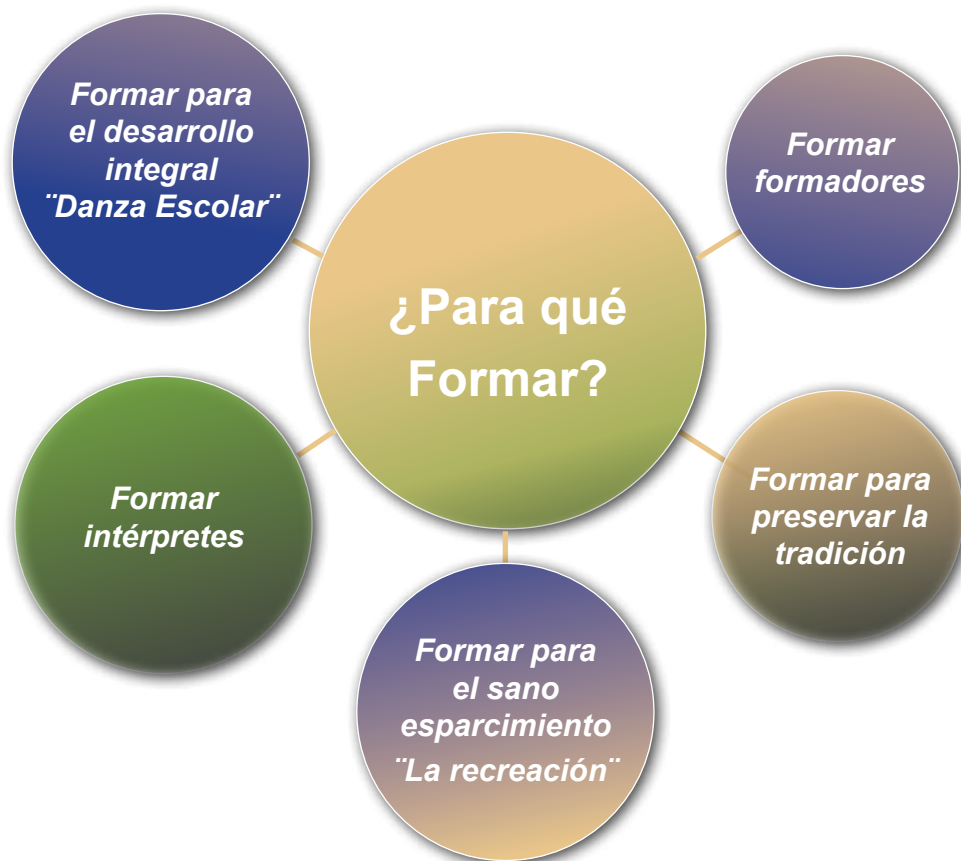 Formar para
el desarrollo
integral
¨Danza Escolar¨
Formar
formadores
¿Para qué
Formar?
Formar
intérpretes
Formar para
preservar la
tradición
Formar para
el sano
esparcimiento
¨La recreación¨